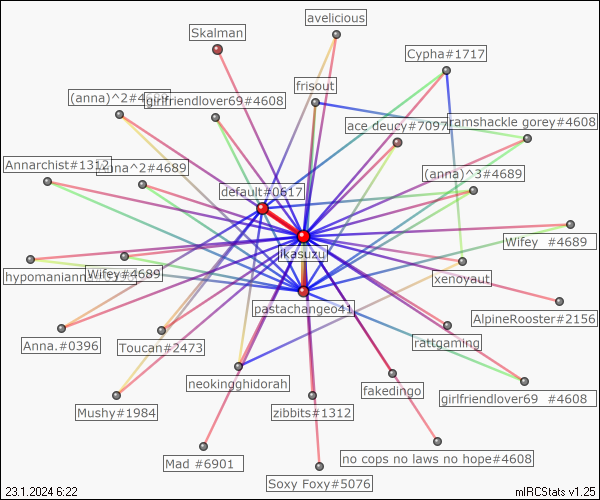 avelicious
Skalman
Cypha#1717
frisout
(anna)^2#4
girlfriendlover69#4608
ace deucy#7097
ramshackle gorey#4608
Annarchist#1312
nna^2#4689
(anna)^3#4689
default#0617
Wifey #4689
ikasuzu
hypomaniann
Wifey#4689
xenoyaut
pastachangeo41
AlpineRooster#2156
Anna.#0396
Toucan#2473
rattgaming
neokingghidorah
fakedingo
girlfriendlover69 #4608
Mushy#1984
zibbits#1312
Mad #6901
no cops no laws no hope#4608
Soxy Foxy#5076
23.1.2024 6:22
mIRCStats v1.25